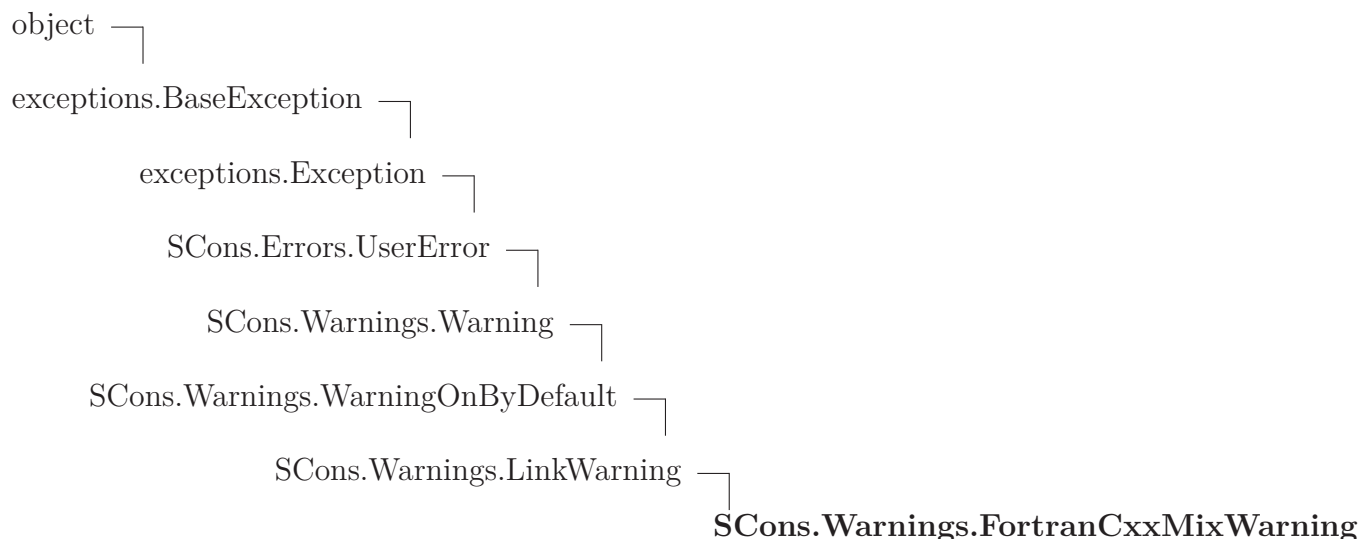 object
exceptions.BaseException
exceptions.Exception
SCons.Errors.UserError
SCons.Warnings.Warning
SCons.Warnings.WarningOnByDefault
SCons.Warnings.LinkWarning
SCons.Warnings.FortranCxxMixWarning